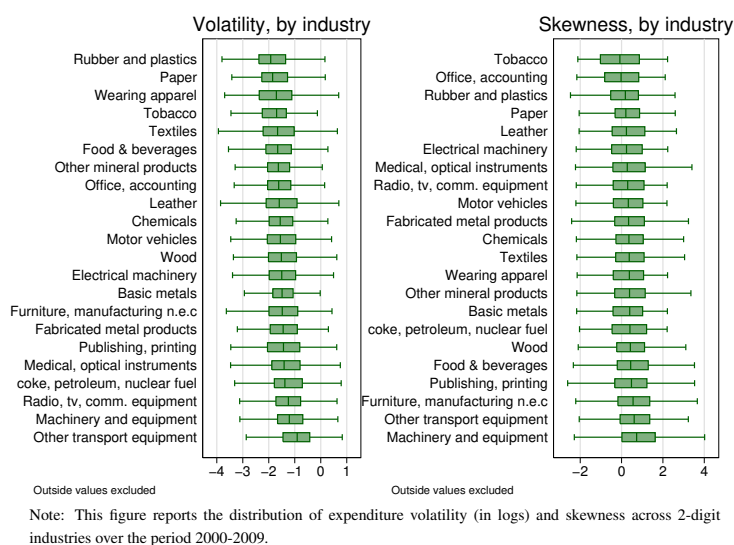 Volatility, by industry
Rubber and plastics
Paper
Wearing apparel
Tobacco
Textiles
Food & beverages
Other mineral products
Office, accounting
Leather
Chemicals
Motor vehicles
Wood
Electrical machinery
Basic metals
Furniture, manufacturing n.e.c
Fabricated metal products
Publishing, printing
Medical, optical instruments
coke, petroleum, nuclear fuel
Radio, tv, comm. equipment
Machinery and equipment
Other transport equipment
−4 −3 −2 −1 0 1
Outside values excluded
Skewness, by industry
Tobacco
Office, accounting
Rubber and plastics
Paper
Leather
Electrical machinery
Medical, optical instruments
Radio, tv, comm. equipment
Motor vehicles
Fabricated metal products
Chemicals
Textiles
Wearing apparel
Other mineral products
Basic metals
coke, petroleum, nuclear fuel
Wood
Food & beverages
Publishing, printing
Furniture, manufacturing n.e.c
Other transport equipment
Machinery and equipment
−2 0 2 4
Outside values excluded
Note: This figure reports the distribution of expenditure volatility (in logs) and skewness across 2-digit
industries over the period 2000-2009.